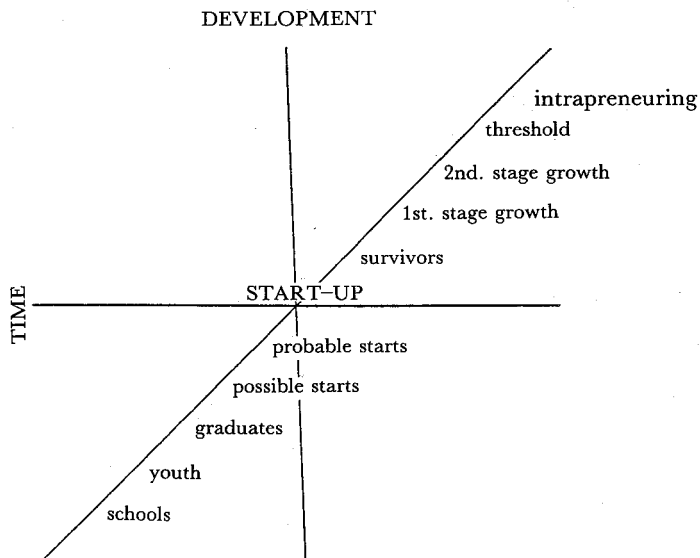 DEVELOPMENT
intrapreneuring
threshold
2nd. stage growth
1st. stage growth
survivors
START–UP
TIME
probable starts
possible starts
graduates
youth
schools